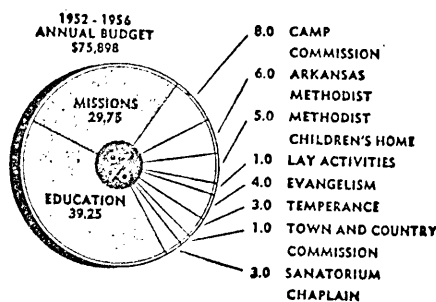 1952 - 1956
ANNUAL BUDGET
$75,898
MISSIONS
29,75
EDUCATION
39.25
8.0 CAMP
COMMISSION
6.0 ARKANSAS
METHODIST
5.0 METHODIST
CHILDREN'S HOME
1.0 LAY ACTIVITIES
4.0 EVANGELISM
3.0 TEMPERANCE
1.0 TOWN AND COUNTRY
COMMISSION
3.0 SANATORIUM
CHAPLAIN